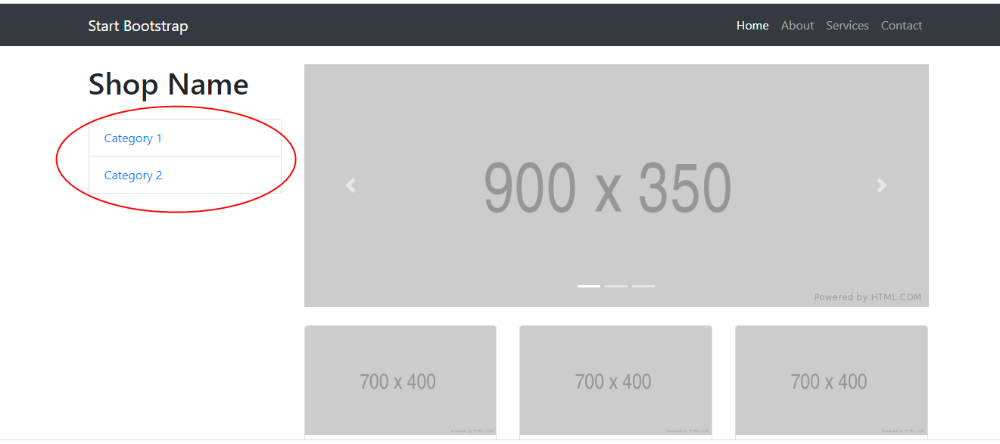 Start Bootstrap
Home About Services Contact
Shop Name
Category 1
Category 2
900 x 350
Powered by HTML.COM
700 x 400
Powered by HTML.COM
700 x 400
Powered by HTML.COM
700 x 400
Powered by HTML.COM